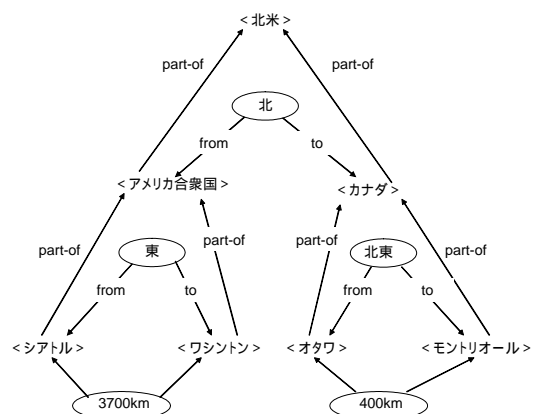 <北米>
part-of part-of
北
from to
<アメリカ合衆国> <カナダ>
part-of 東 part-of part-of 北東 part-of
from to from to
<シアトル> <ワシントン> <オタワ> <モントリオール>
3700km 400km